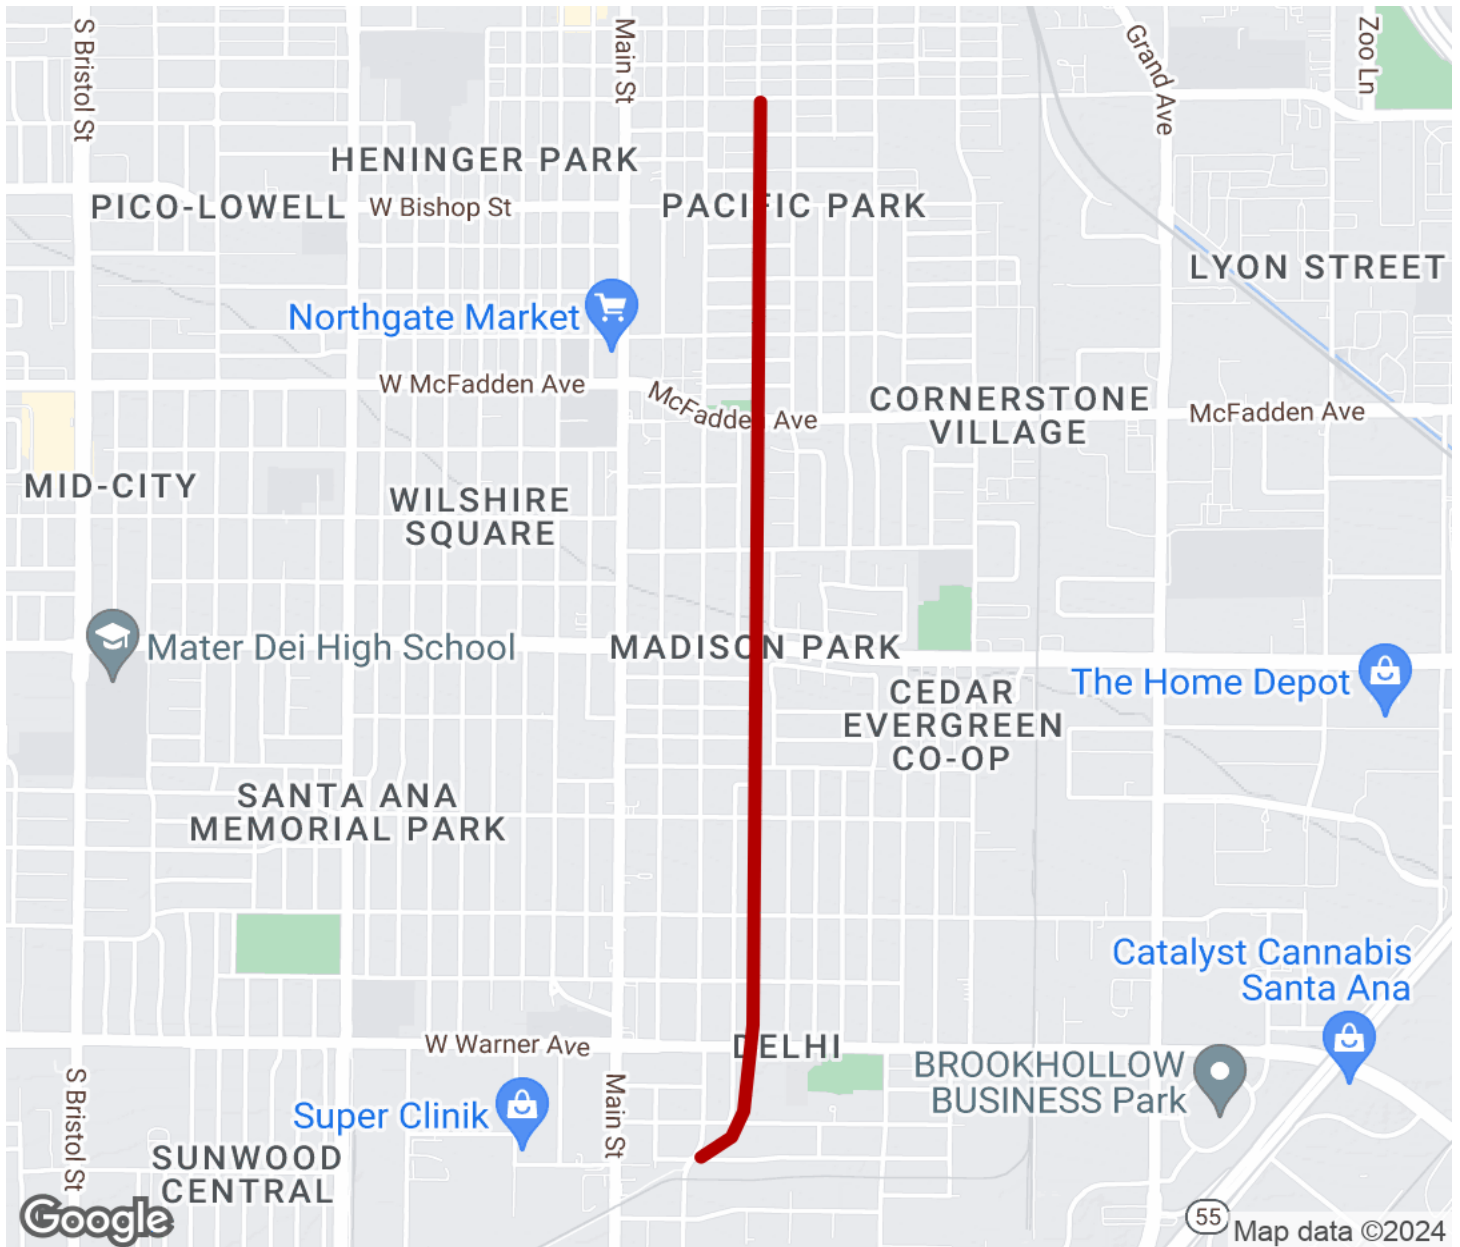 S Bristol St
Main St
Grand Ave
Zoo Ln
HENINGER PARK
PICO-LOWELL
W Bishop St
PACIFIC PARK
LYON STREET
Northgate Market
W McFadden Ave
McFadden Ave
CORNERSTONE
VILLAGE
McFadden Ave
MID-CITY
WILSHIRE
SQUARE
Mater Dei High School
MADISON PARK
The Home Depot
CEDAR
EVERGREEN
CO-OP
SANTA ANA
MEMORIAL PARK
Catalyst Cannabis
Santa Ana
W Warner Ave
DELHI
BROOKHOLLOW
BUSINESS Park
S Bristol St
Super Clinik
Main St
SUNWOOD
CENTRAL
Google
55
Map data ©2024